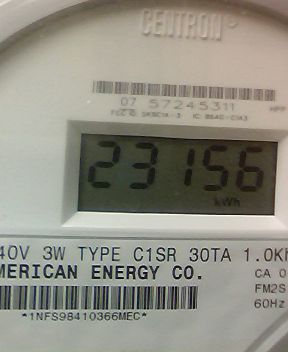 CENTRON
07 57245311
23156
kWh
40V 3W TYPE C1SR 30TA 1.0Kh
MERICAN ENERGY CO.
CA 0
FM2S
60Hz
*1NFS98410366MEC*